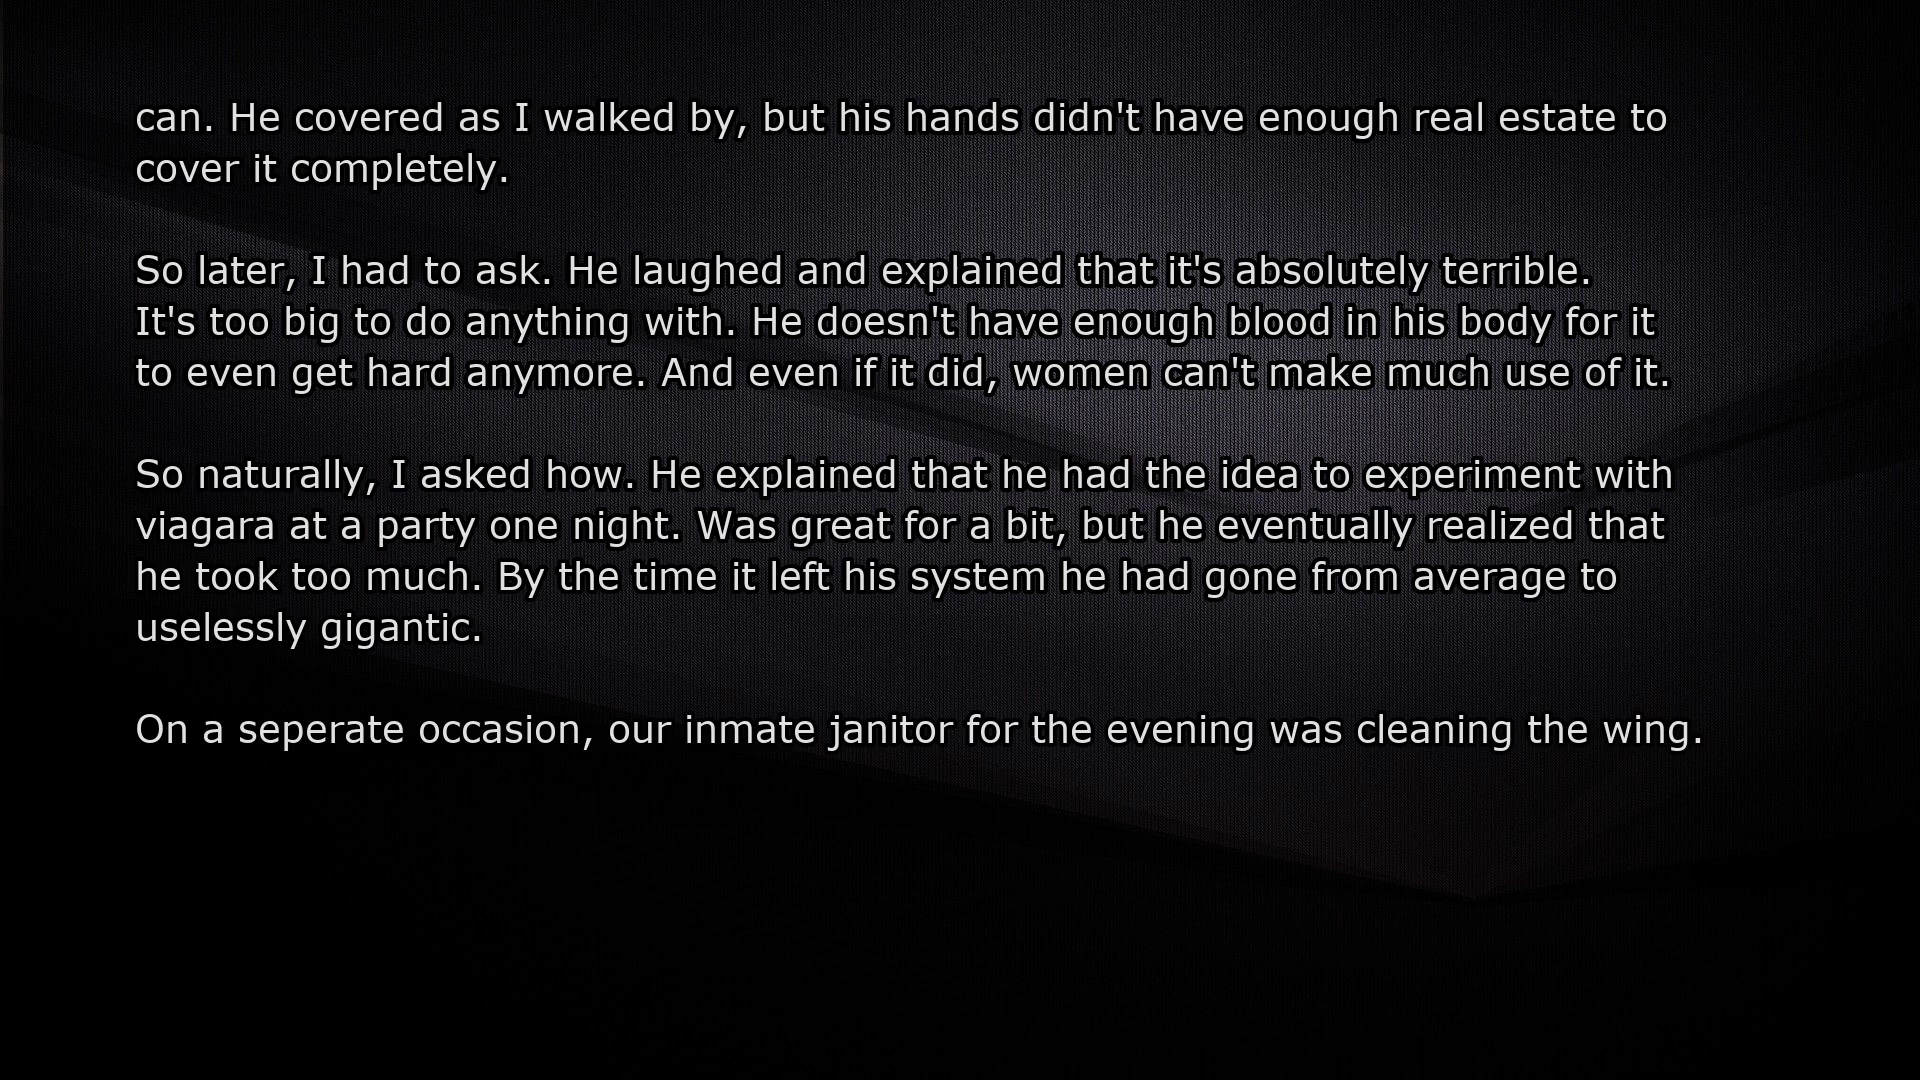 can. He covered as I walked by, but his hands didn't have enough real estate to
cover it completely.
So later, I had to ask. He laughed and explained that it's absolutely terrible.
It's too big to do anything with. He doesn't have enough blood in his body for it
to even get hard anymore. And even if it did, women can't make much use of it.
So naturally, I asked how. He explained that he had the idea to experiment with
viagara at a party one night. Was great for a bit, but he eventually realized that
he took too much. By the time it left his system he had gone from average to
uselessly gigantic.
On a seperate occasion, our inmate janitor for the evening was cleaning the wing.